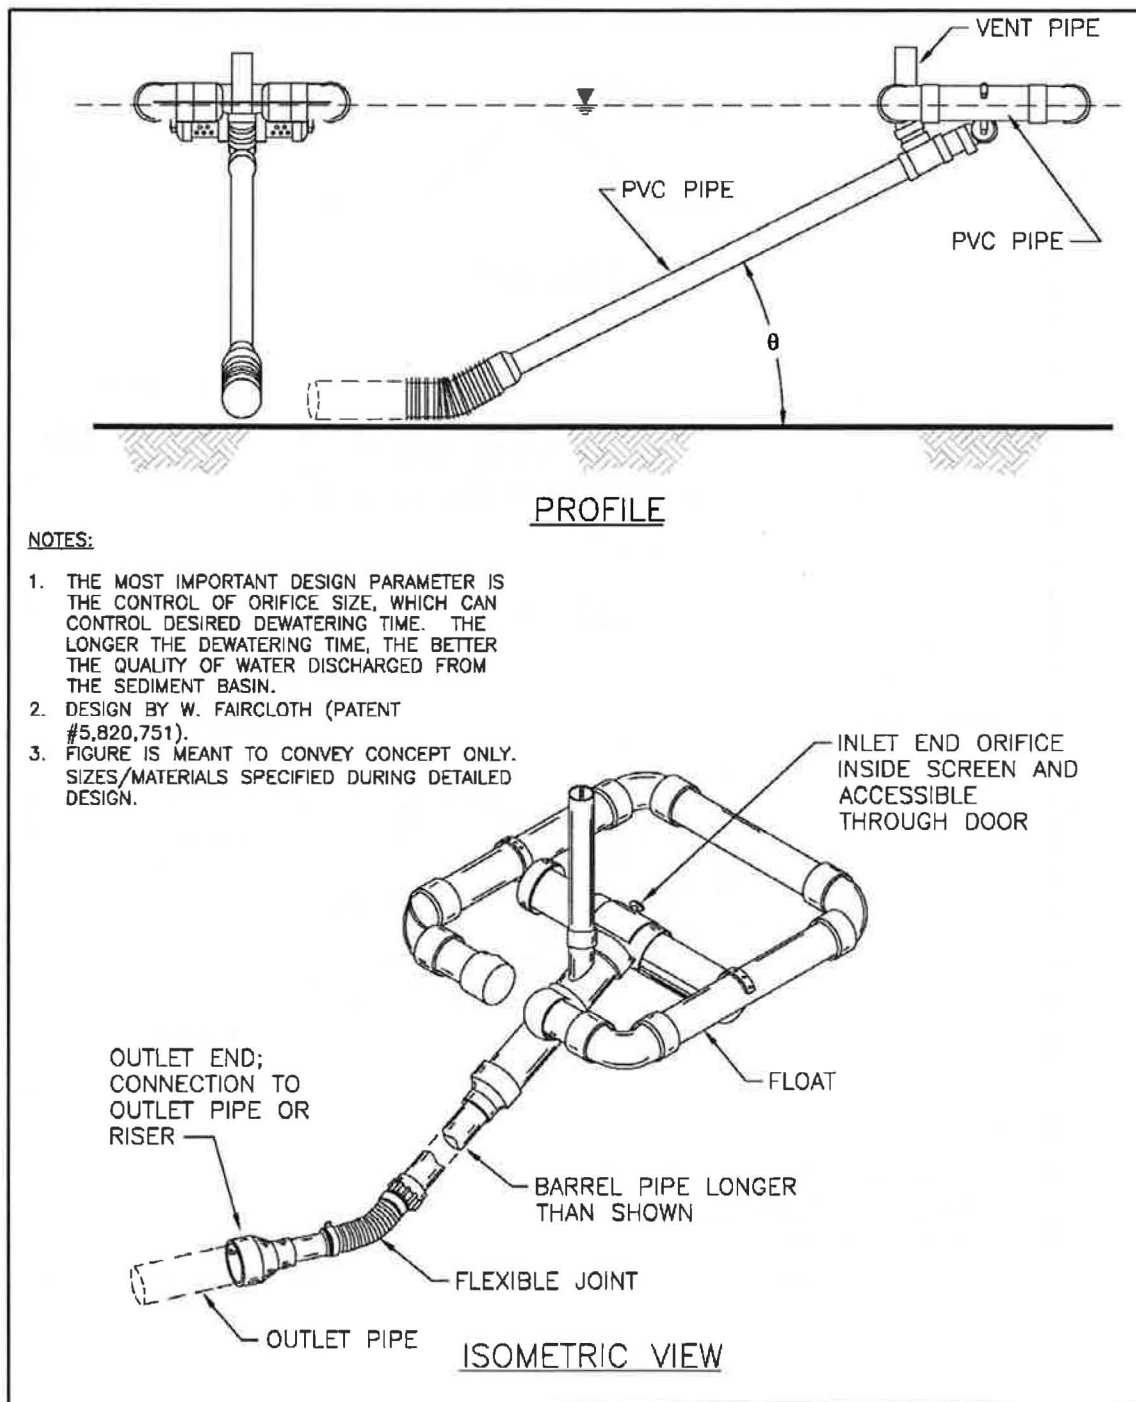 VENT PIPE
PVC PIPE
PVC PIPE
θ
PROFILE
NOTES:
1. THE MOST IMPORTANT DESIGN PARAMETER IS
THE CONTROL OF ORIFICE SIZE, WHICH CAN
CONTROL DESIRED DEWATERING TIME. THE
LONGER THE DEWATERING TIME, THE BETTER
THE QUALITY OF WATER DISCHARGED FROM
THE SEDIMENT BASIN.
2. DESIGN BY W. FAIRCLOTH (PATENT
#5,820,751).
3. FIGURE IS MEANT TO CONVEY CONCEPT ONLY.
SIZES/MATERIALS SPECIFIED DURING DETAILED
DESIGN.
INLET END ORIFICE
INSIDE SCREEN AND
ACCESSIBLE
THROUGH DOOR
FLOAT
OUTLET END;
CONNECTION TO
OUTLET PIPE OR
RISER
BARREL PIPE LONGER
THAN SHOWN
FLEXIBLE JOINT
OUTLET PIPE
ISOMETRIC VIEW